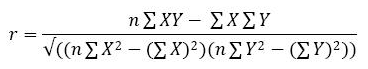 r = n∑XY − ∑X∑Y / √((n∑X² − (∑X)²)(n∑Y² − (∑Y)²))